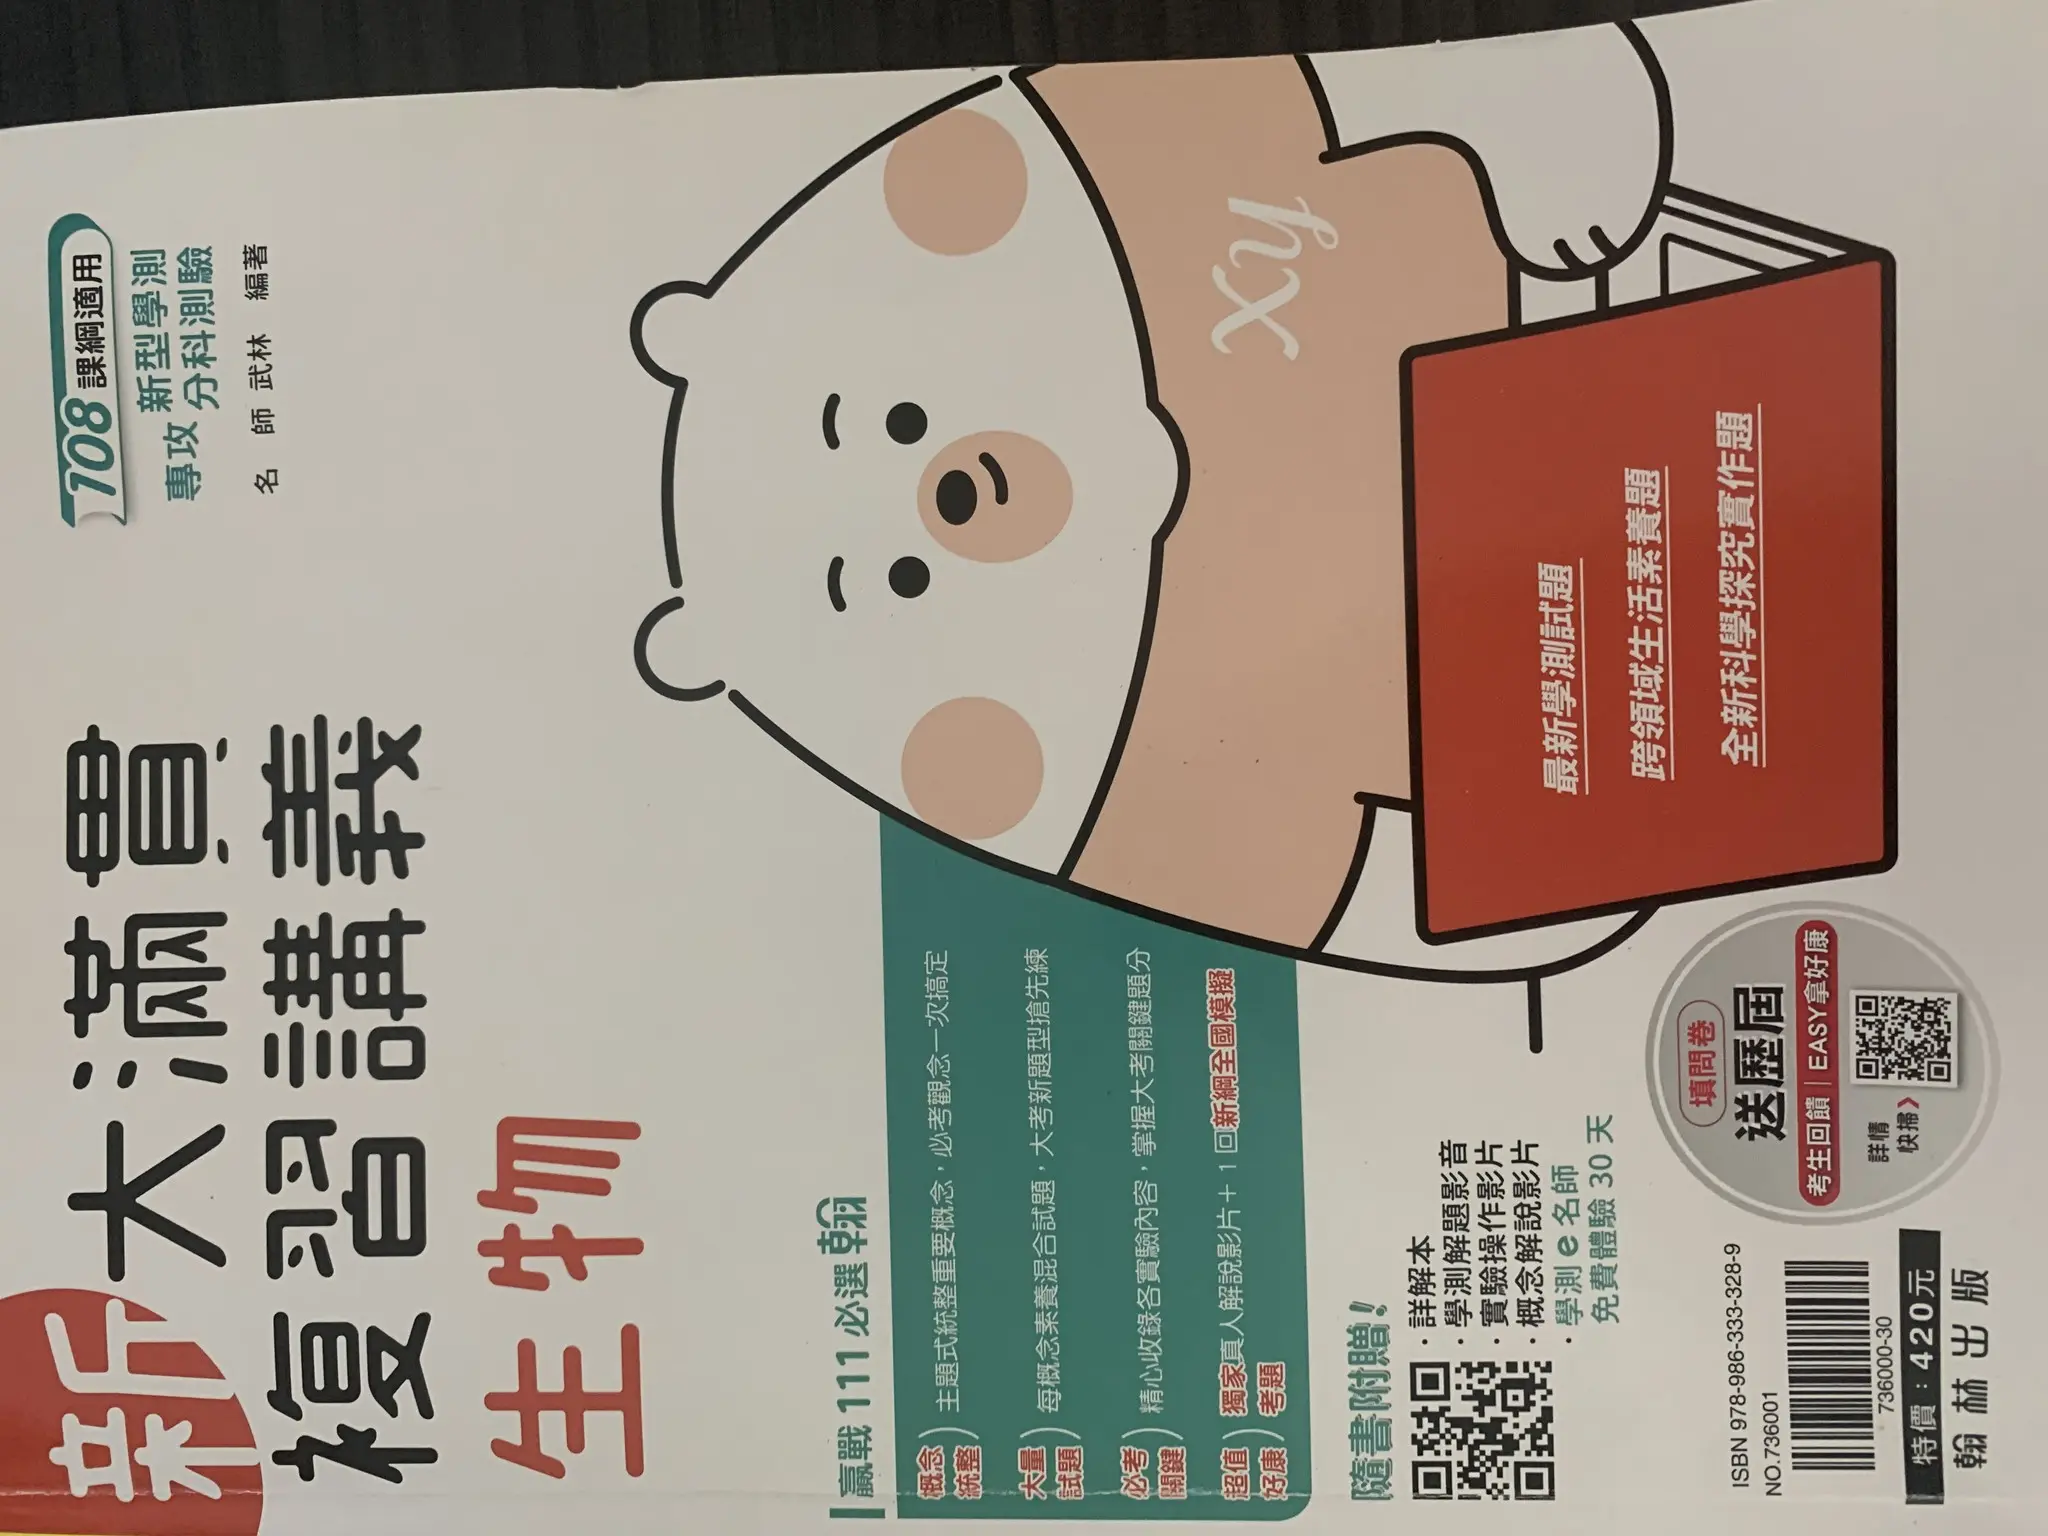 新大滿貫
複習講義
生物
108課綱適用
專攻 新型學測
分科測驗
名師 武林 編著
hx
最新學測試題
跨領域生活素養題
全新科學探究實作題
贏戰 111 必選 翰
概念統整 主題式統整重要概念，必考觀念一次搞定
大量試題 每概念素養混合試題，大考新題型搶先練
必考關鍵 精心收錄各實驗內容，掌握大考關鍵題分
超值好康 獨家真人解說影片＋1回新綱全國模擬考題
隨書附贈！
・詳解本
・學測解題影音
・實驗操作影片
・概念解說影片
・學測 e 名師
免費體驗 30 天
填問卷
送歷屆
考生回饋｜EASY拿好康
詳情
快掃
ISBN 978-986-333-328-9
NO.736001
736000-30
特價：420元
翰林出版